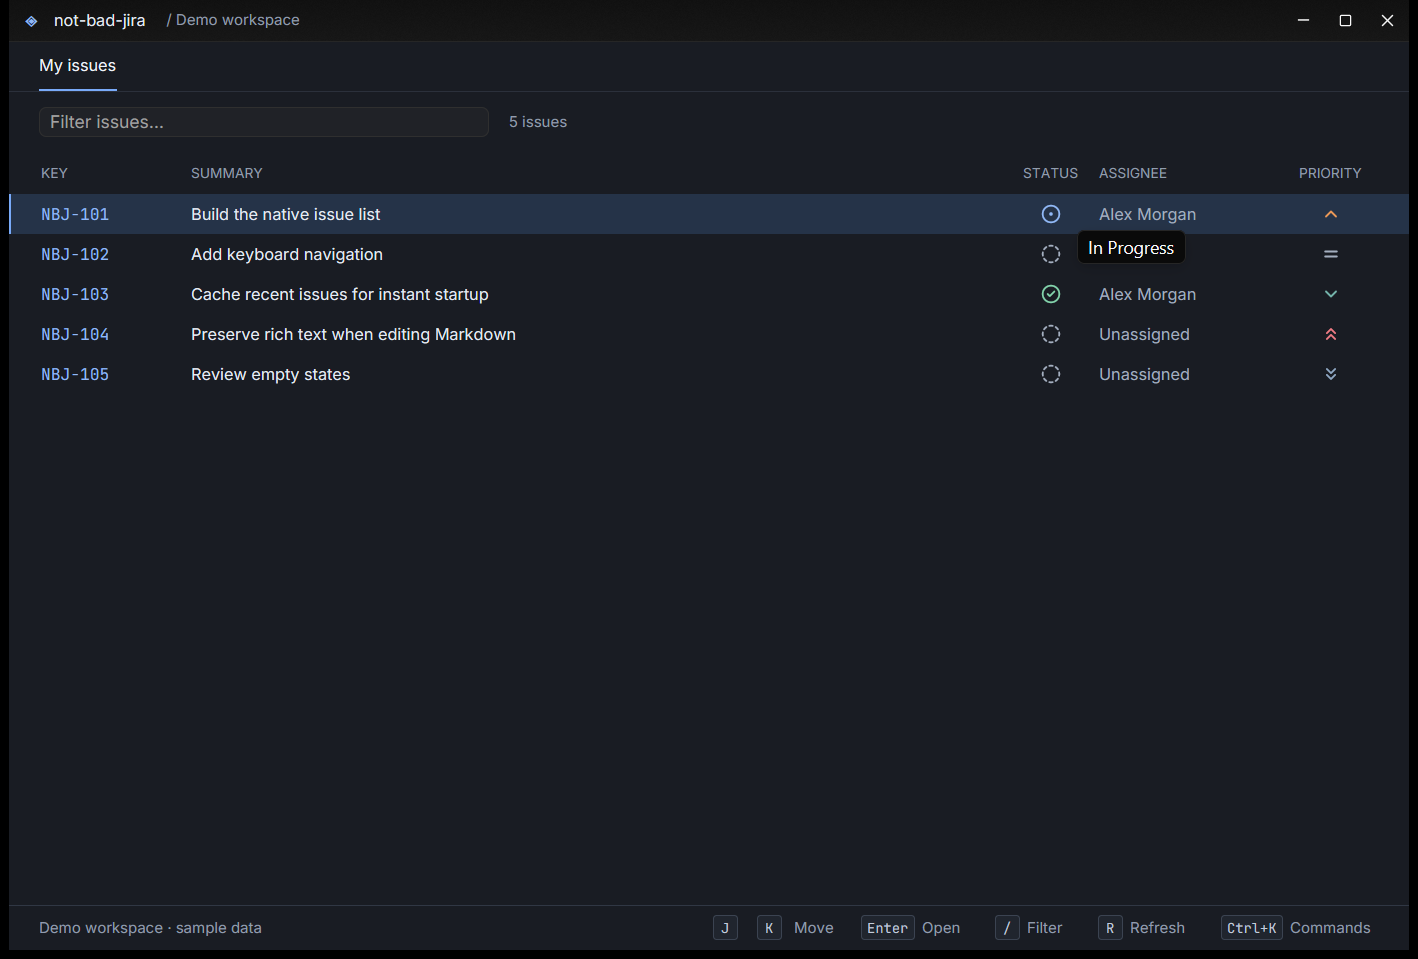 not-bad-jira / Demo workspace
My issues
Filter issues...
5 issues
KEY SUMMARY STATUS ASSIGNEE PRIORITY
NBJ-101 Build the native issue list Alex Morgan
NBJ-102 Add keyboard navigation In Progress
NBJ-103 Cache recent issues for instant startup Alex Morgan
NBJ-104 Preserve rich text when editing Markdown Unassigned
NBJ-105 Review empty states Unassigned
Demo workspace · sample data J K Move Enter Open / Filter R Refresh Ctrl+K Commands